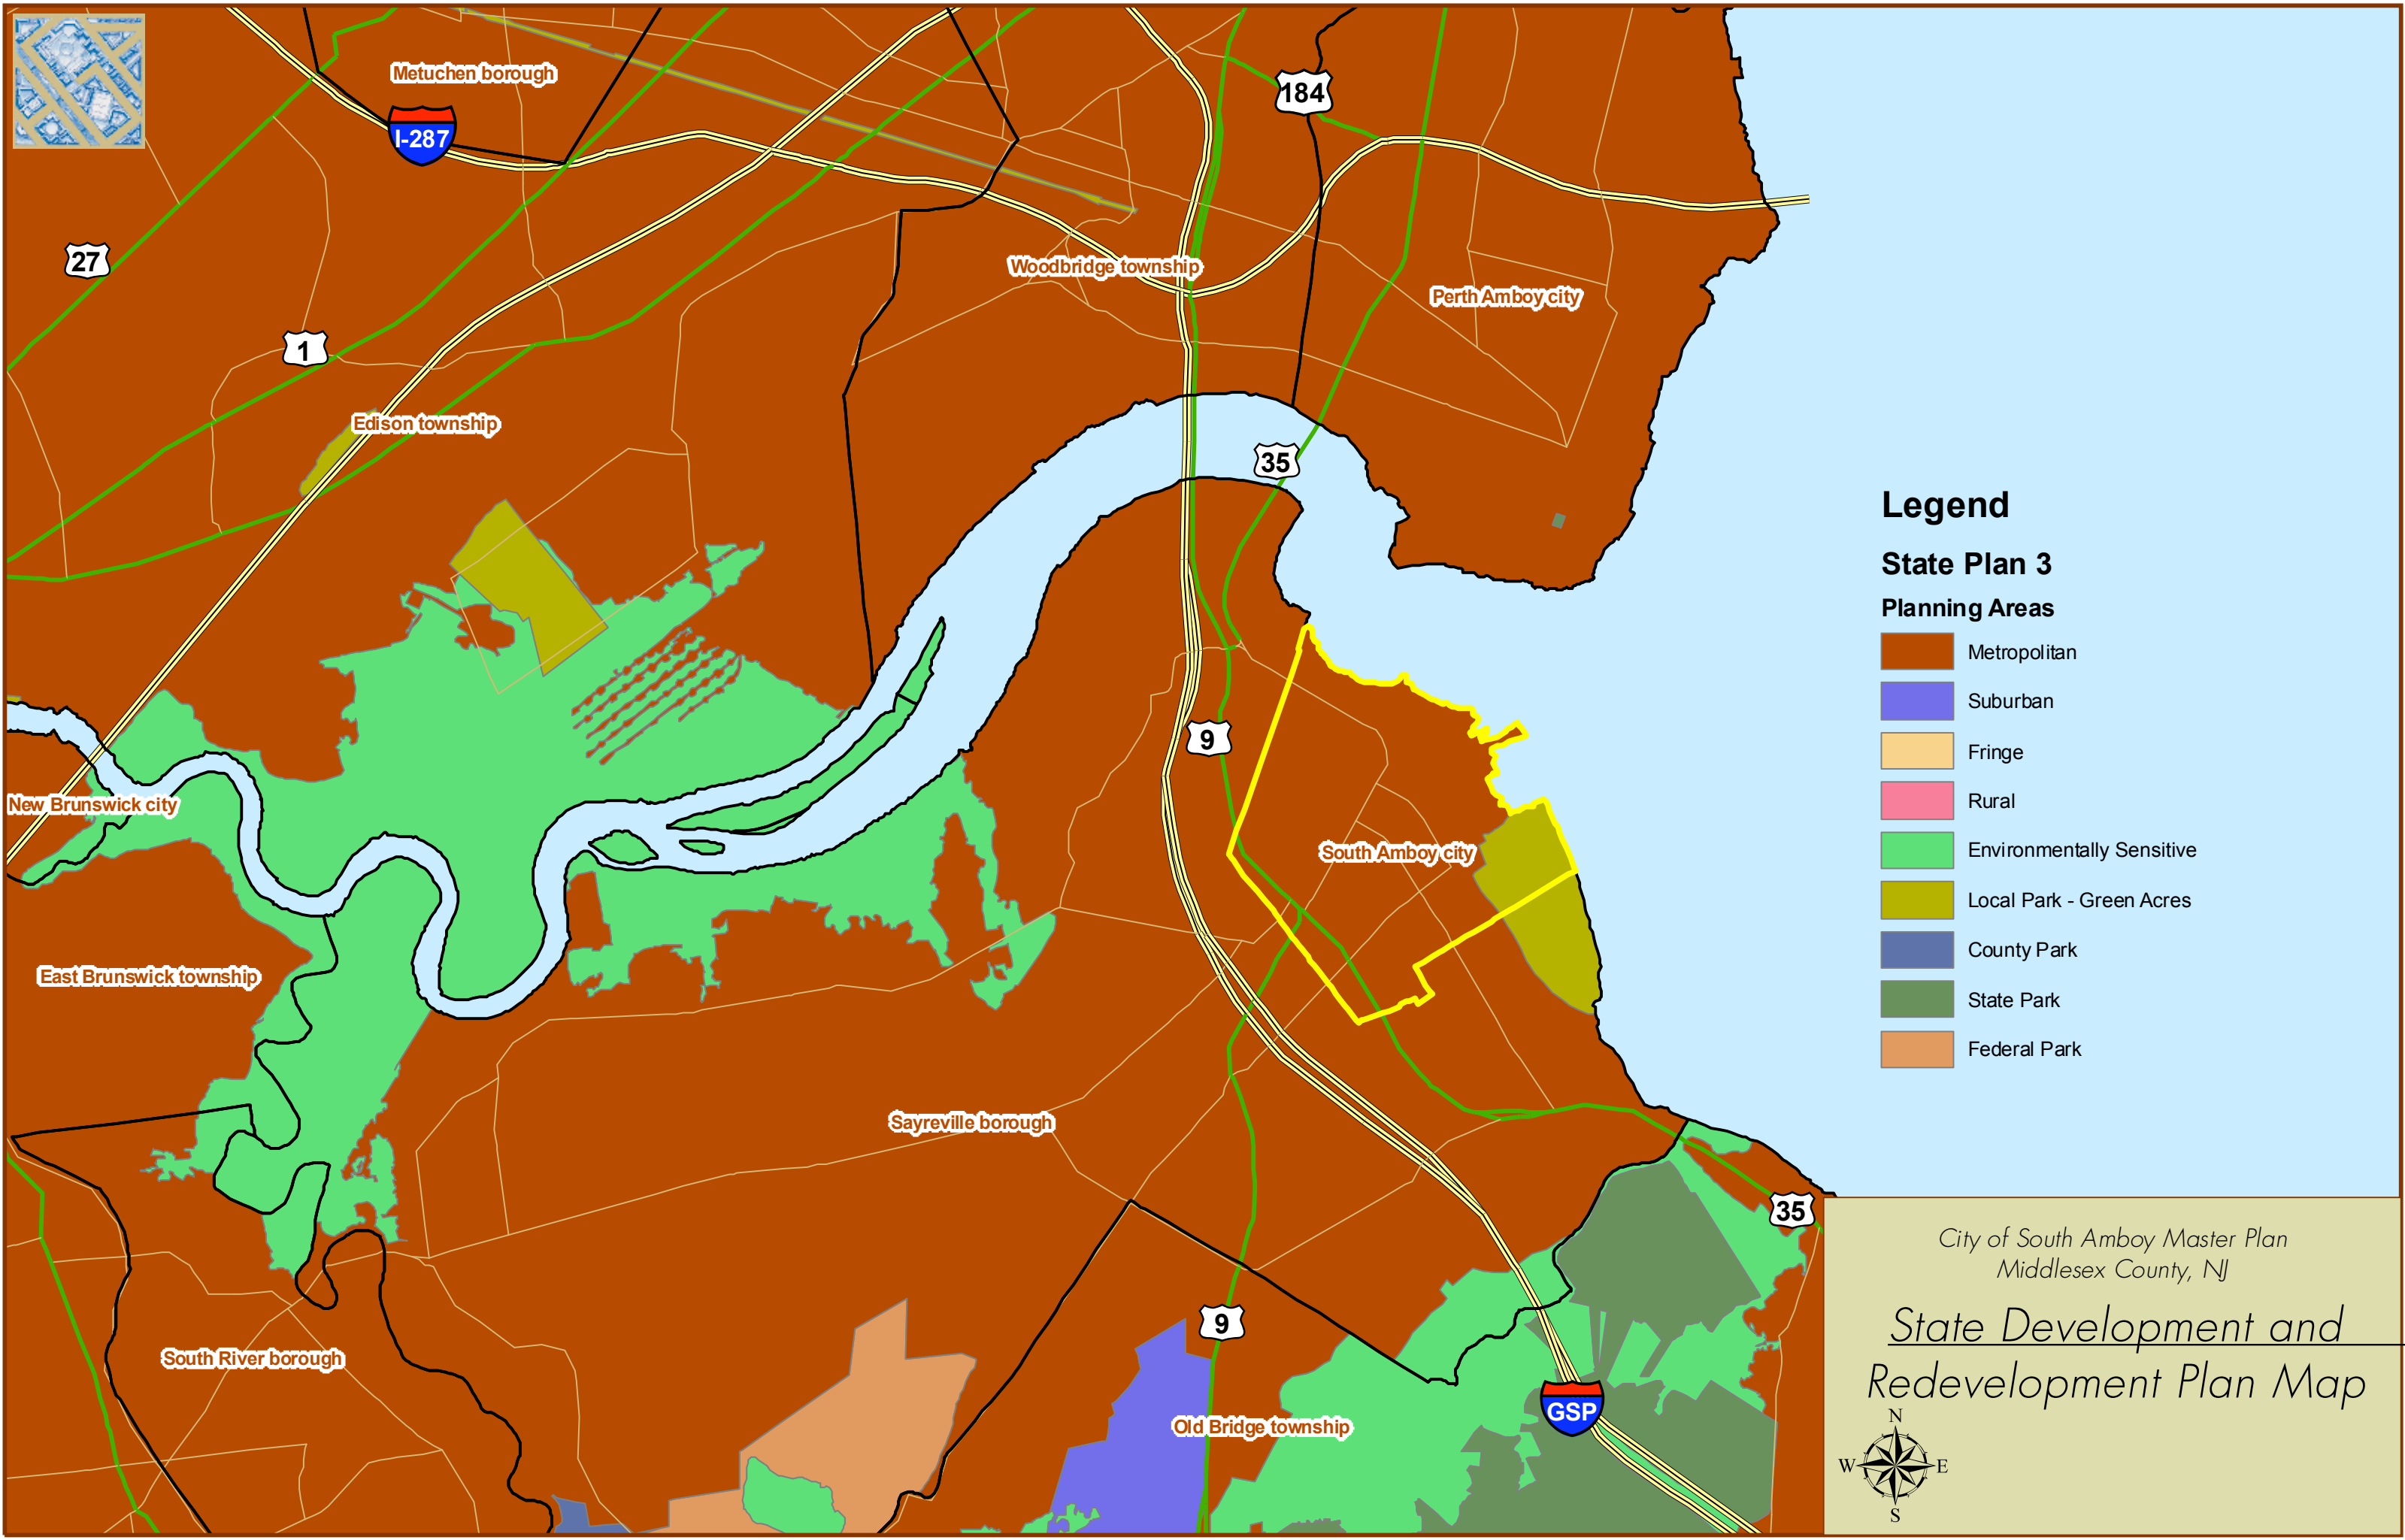 Metuchen borough
I-287
184
27
Woodbridge township
Perth Amboy city
1
Edison township
35
Legend
State Plan 3
Planning Areas
Metropolitan
Suburban
Fringe
Rural
Environmentally Sensitive
Local Park - Green Acres
County Park
State Park
Federal Park
9
New Brunswick city
South Amboy city
East Brunswick township
Sayreville borough
35
9
South River borough
Old Bridge township
GSP
City of South Amboy Master Plan
Middlesex County, NJ
State Development and
Redevelopment Plan Map
N
W E
S